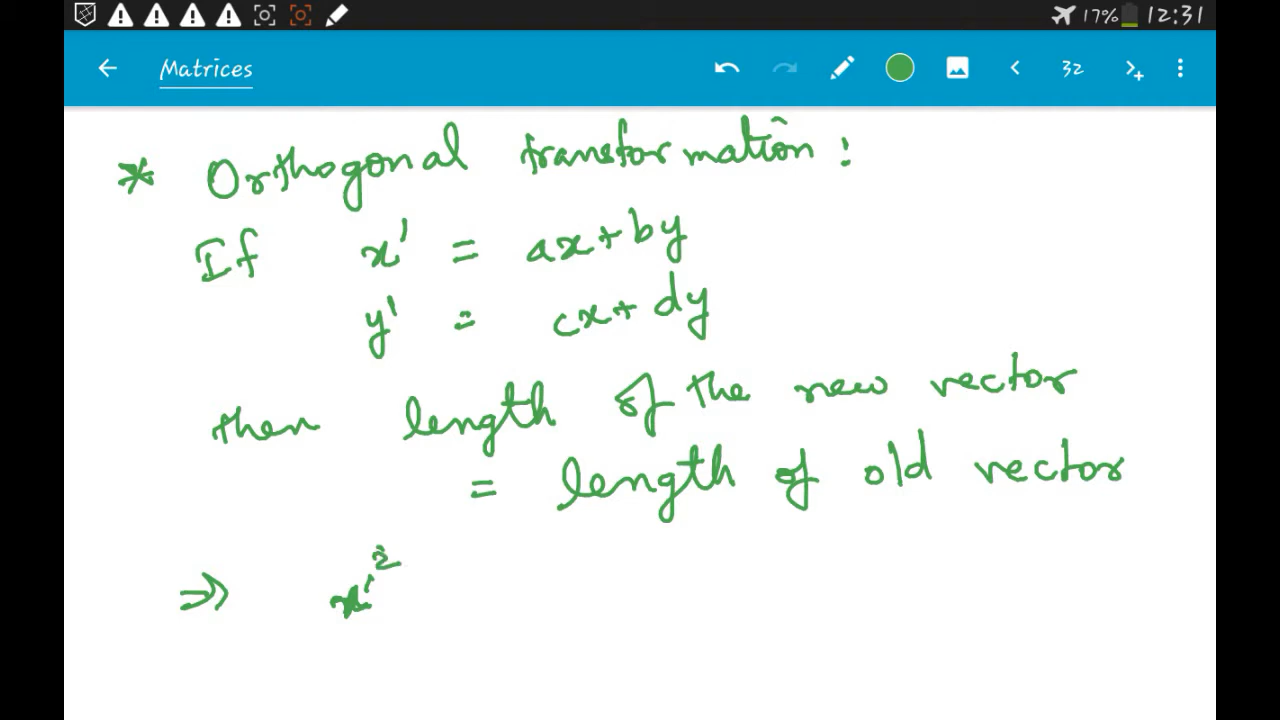 17% 12:31
Matrices 32
* Orthogonal transformation :
If x' = ax+by
y' = cx+dy
then length of the new vector
= length of old vector
⇒ x'²